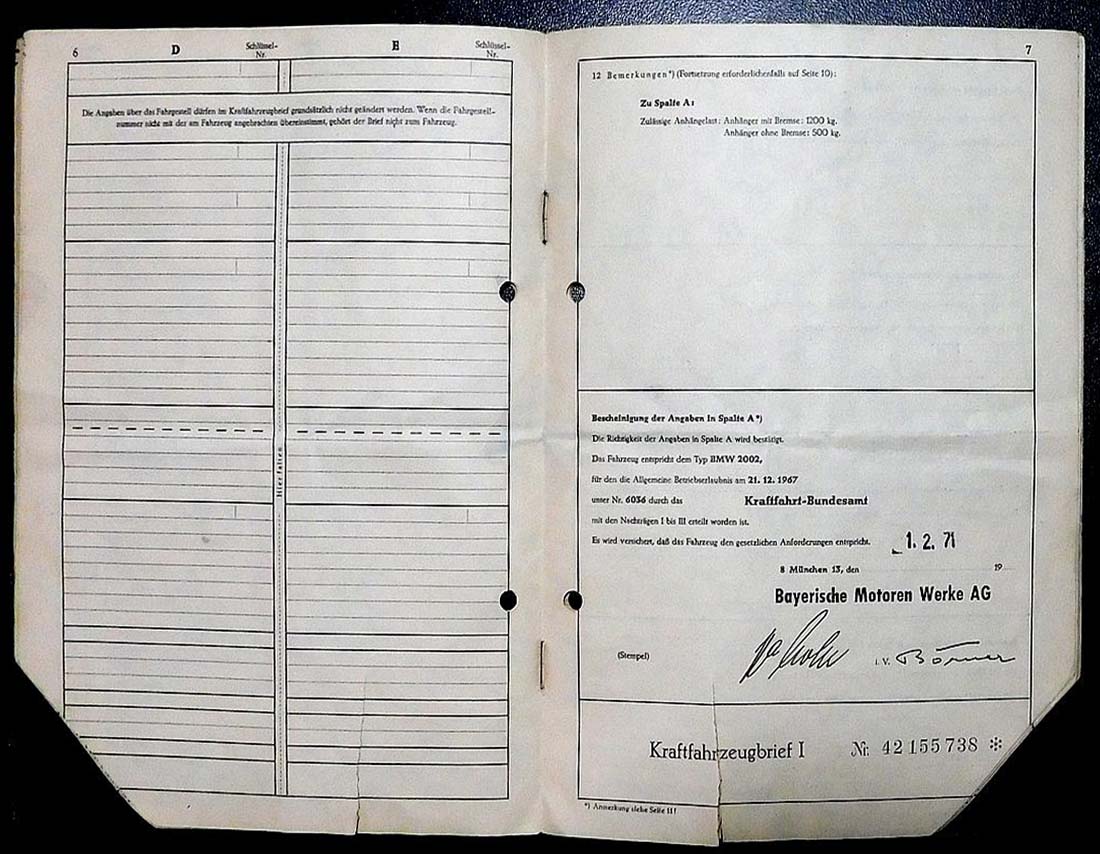 6
D
Schlüssel-
Nr.
E
Schlüssel-
Nr.
Die Angaben über das Fahrgestell dürfen im Kraftfahrzeugbrief grundsätzlich nicht geändert werden. Wenn die Fahrgestell-
nummer nicht mit der am Fahrzeug angebrachten übereinstimmt, gehört der Brief nicht zum Fahrzeug.
Hier falten
7
12 Bemerkungen*) (Fortsetzung erforderlichenfalls auf Seite 10):
Zu Spalte A:
Zulässige Anhängelast: Anhänger mit Bremse: 1200 kg.
Anhänger ohne Bremse: 500 kg.
Bescheinigung der Angaben in Spalte A*)
Die Richtigkeit der Angaben in Spalte A wird bestätigt.
Das Fahrzeug entspricht dem Typ BMW 2002,
für den die Allgemeine Betriebserlaubnis am 21. 12. 1967
unter Nr. 6036 durch das Kraftfahrt-Bundesamt
mit den Nachträgen I bis III erteilt worden ist.
Es wird versichert, daß das Fahrzeug den gesetzlichen Anforderungen entspricht.
1. 2. 71
8 München 13, den 19
Bayerische Motoren Werke AG
(Stempel)
i. V. Börner
Kraftfahrzeugbrief I Nr. 42155738 *
*) Anmerkung siehe Seite 11!